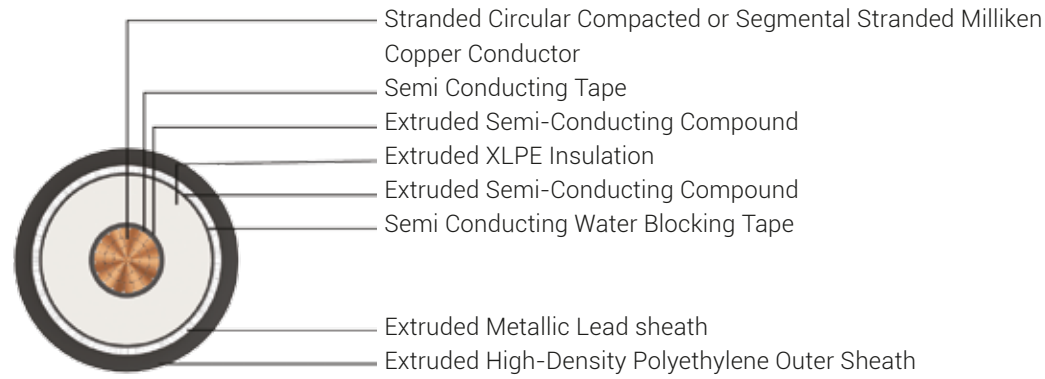 Stranded Circular Compacted or Segmental Stranded Milliken
Copper Conductor
Semi Conducting Tape
Extruded Semi-Conducting Compound
Extruded XLPE Insulation
Extruded Semi-Conducting Compound
Semi Conducting Water Blocking Tape
Extruded Metallic Lead sheath
Extruded High-Density Polyethylene Outer Sheath